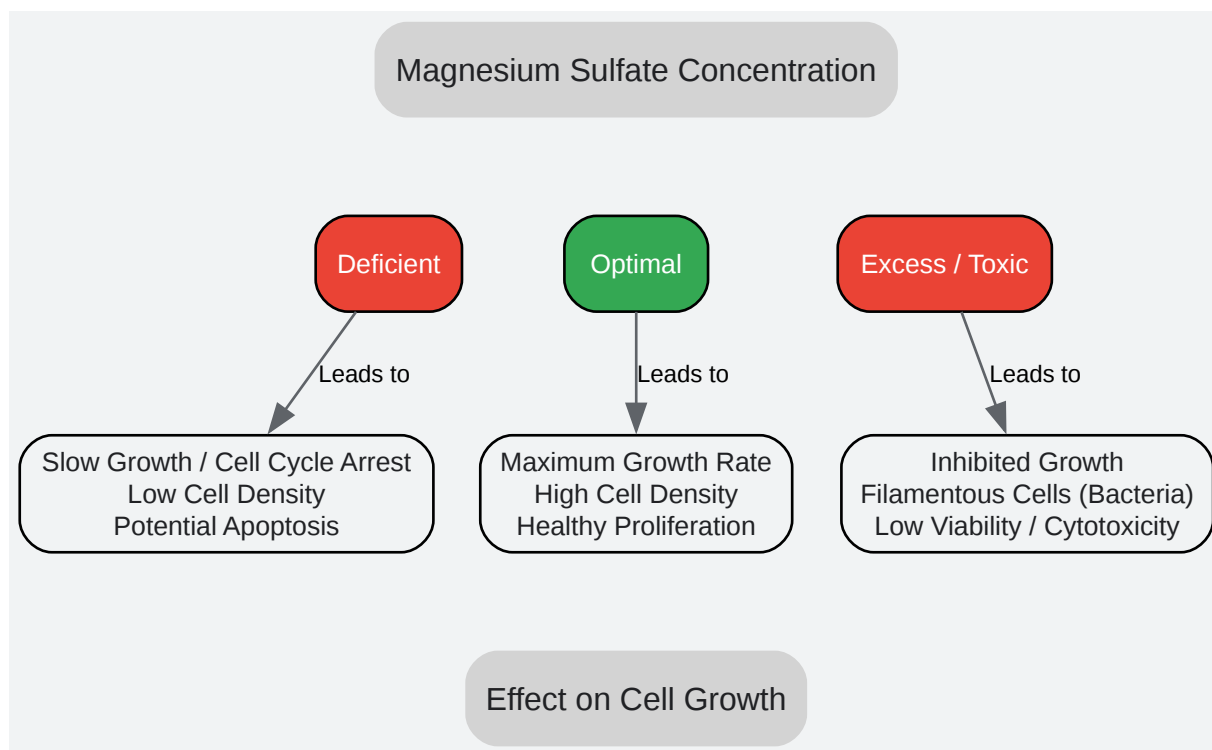 Magnesium Sulfate Concentration
Deficient
Optimal
Excess / Toxic
Leads to
Leads to
Leads to
Slow Growth / Cell Cycle Arrest
Low Cell Density
Potential Apoptosis
Maximum Growth Rate
High Cell Density
Healthy Proliferation
Inhibited Growth
Filamentous Cells (Bacteria)
Low Viability / Cytotoxicity
Effect on Cell Growth